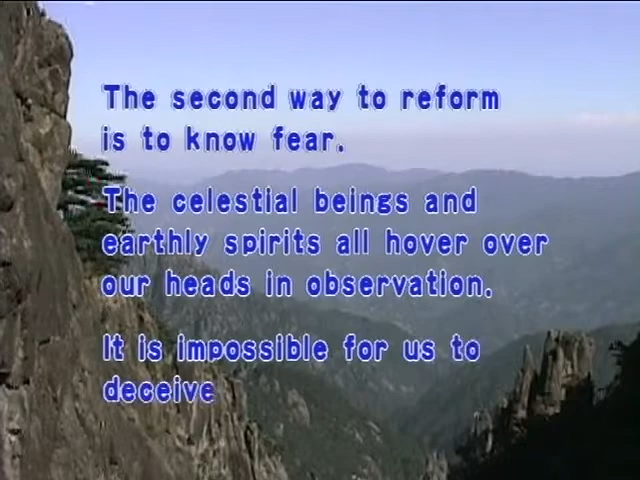 The second way to reform
is to know fear.
The celestial beings and
earthly spirits all hover over
our heads in observation.
It is impossible for us to
deceive